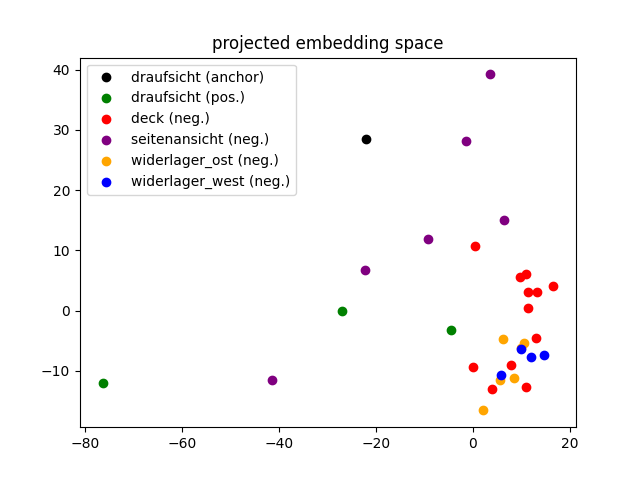 projected embedding space
draufsicht (anchor)
draufsicht (pos.)
deck (neg.)
seitenansicht (neg.)
widerlager_ost (neg.)
widerlager_west (neg.)
40
30
20
10
0
−10
−80
−60
−40
−20
0
20